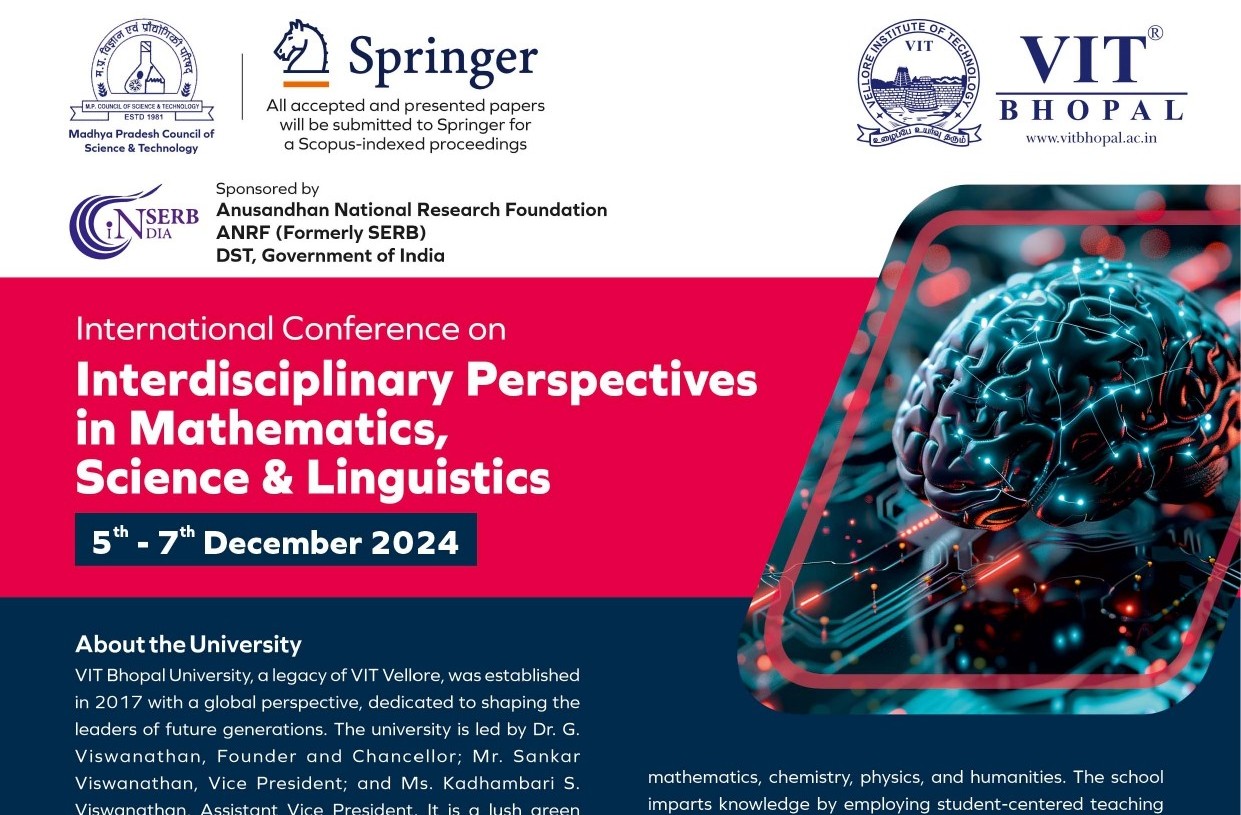 म.प्र. विज्ञान एवं प्रौद्योगिकी परिषद्
M.P. COUNCIL OF SCIENCE & TECHNOLOGY
ESTD 1981
Madhya Pradesh Council of
Science & Technology
Springer
All accepted and presented papers
will be submitted to Springer for
a Scopus-indexed proceedings
VELLORE INSTITUTE OF TECHNOLOGY
VIT
உழைப்பே உயர்வு தரும்
VIT®
BHOPAL
www.vitbhopal.ac.in
SERB
iNDIA
Sponsored by
Anusandhan National Research Foundation
ANRF (Formerly SERB)
DST, Government of India
International Conference on
Interdisciplinary Perspectives
in Mathematics,
Science & Linguistics
5th - 7th December 2024
About the University
VIT Bhopal University, a legacy of VIT Vellore, was established
in 2017 with a global perspective, dedicated to shaping the
leaders of future generations. The university is led by Dr. G.
Viswanathan, Founder and Chancellor; Mr. Sankar
Viswanathan, Vice President; and Ms. Kadhambari S.
Viswanathan, Assistant Vice President. It is a lush green
mathematics, chemistry, physics, and humanities. The school
imparts knowledge by employing student-centered teaching